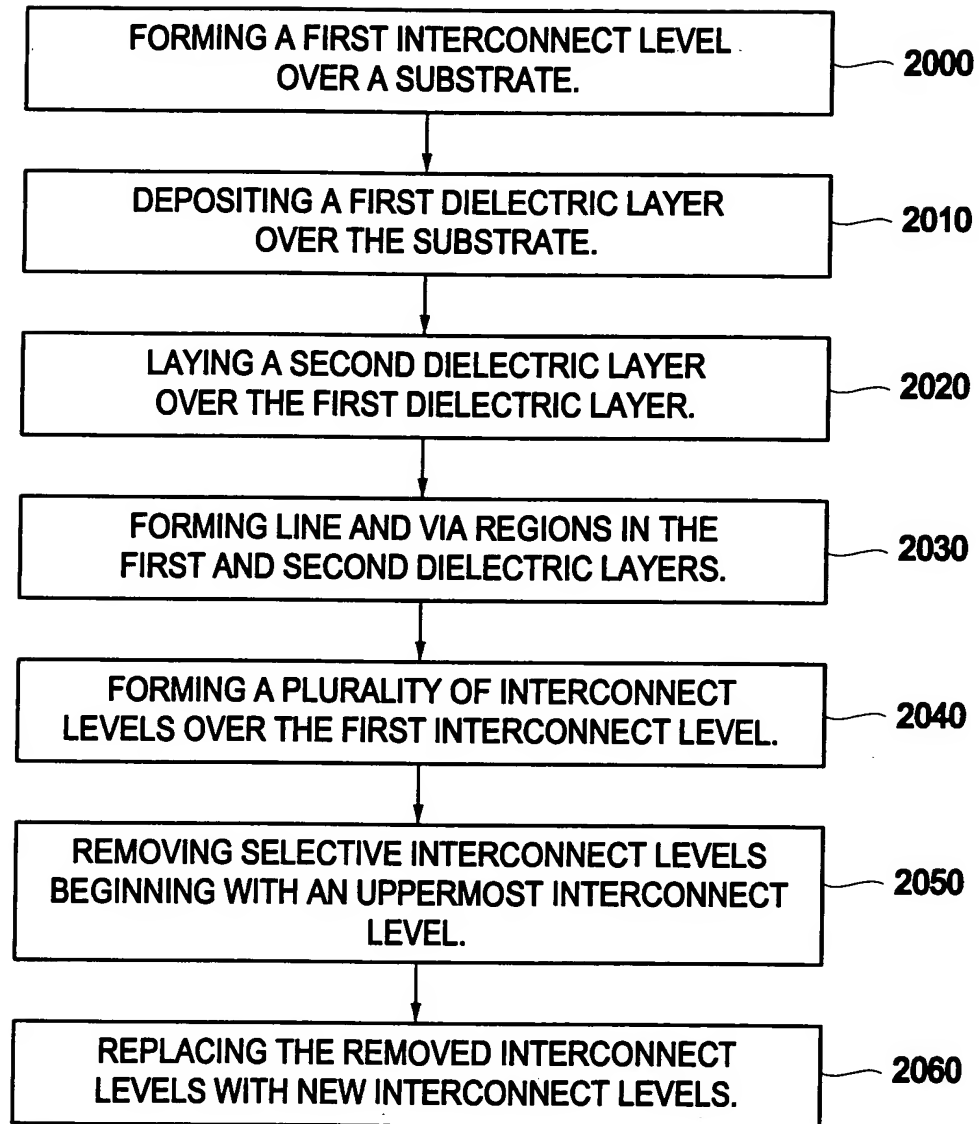 FORMING A FIRST INTERCONNECT LEVEL
OVER A SUBSTRATE.
2000
DEPOSITING A FIRST DIELECTRIC LAYER
OVER THE SUBSTRATE.
2010
LAYING A SECOND DIELECTRIC LAYER
OVER THE FIRST DIELECTRIC LAYER.
2020
FORMING LINE AND VIA REGIONS IN THE
FIRST AND SECOND DIELECTRIC LAYERS.
2030
FORMING A PLURALITY OF INTERCONNECT
LEVELS OVER THE FIRST INTERCONNECT LEVEL.
2040
REMOVING SELECTIVE INTERCONNECT LEVELS
BEGINNING WITH AN UPPERMOST INTERCONNECT
LEVEL.
2050
REPLACING THE REMOVED INTERCONNECT
LEVELS WITH NEW INTERCONNECT LEVELS.
2060